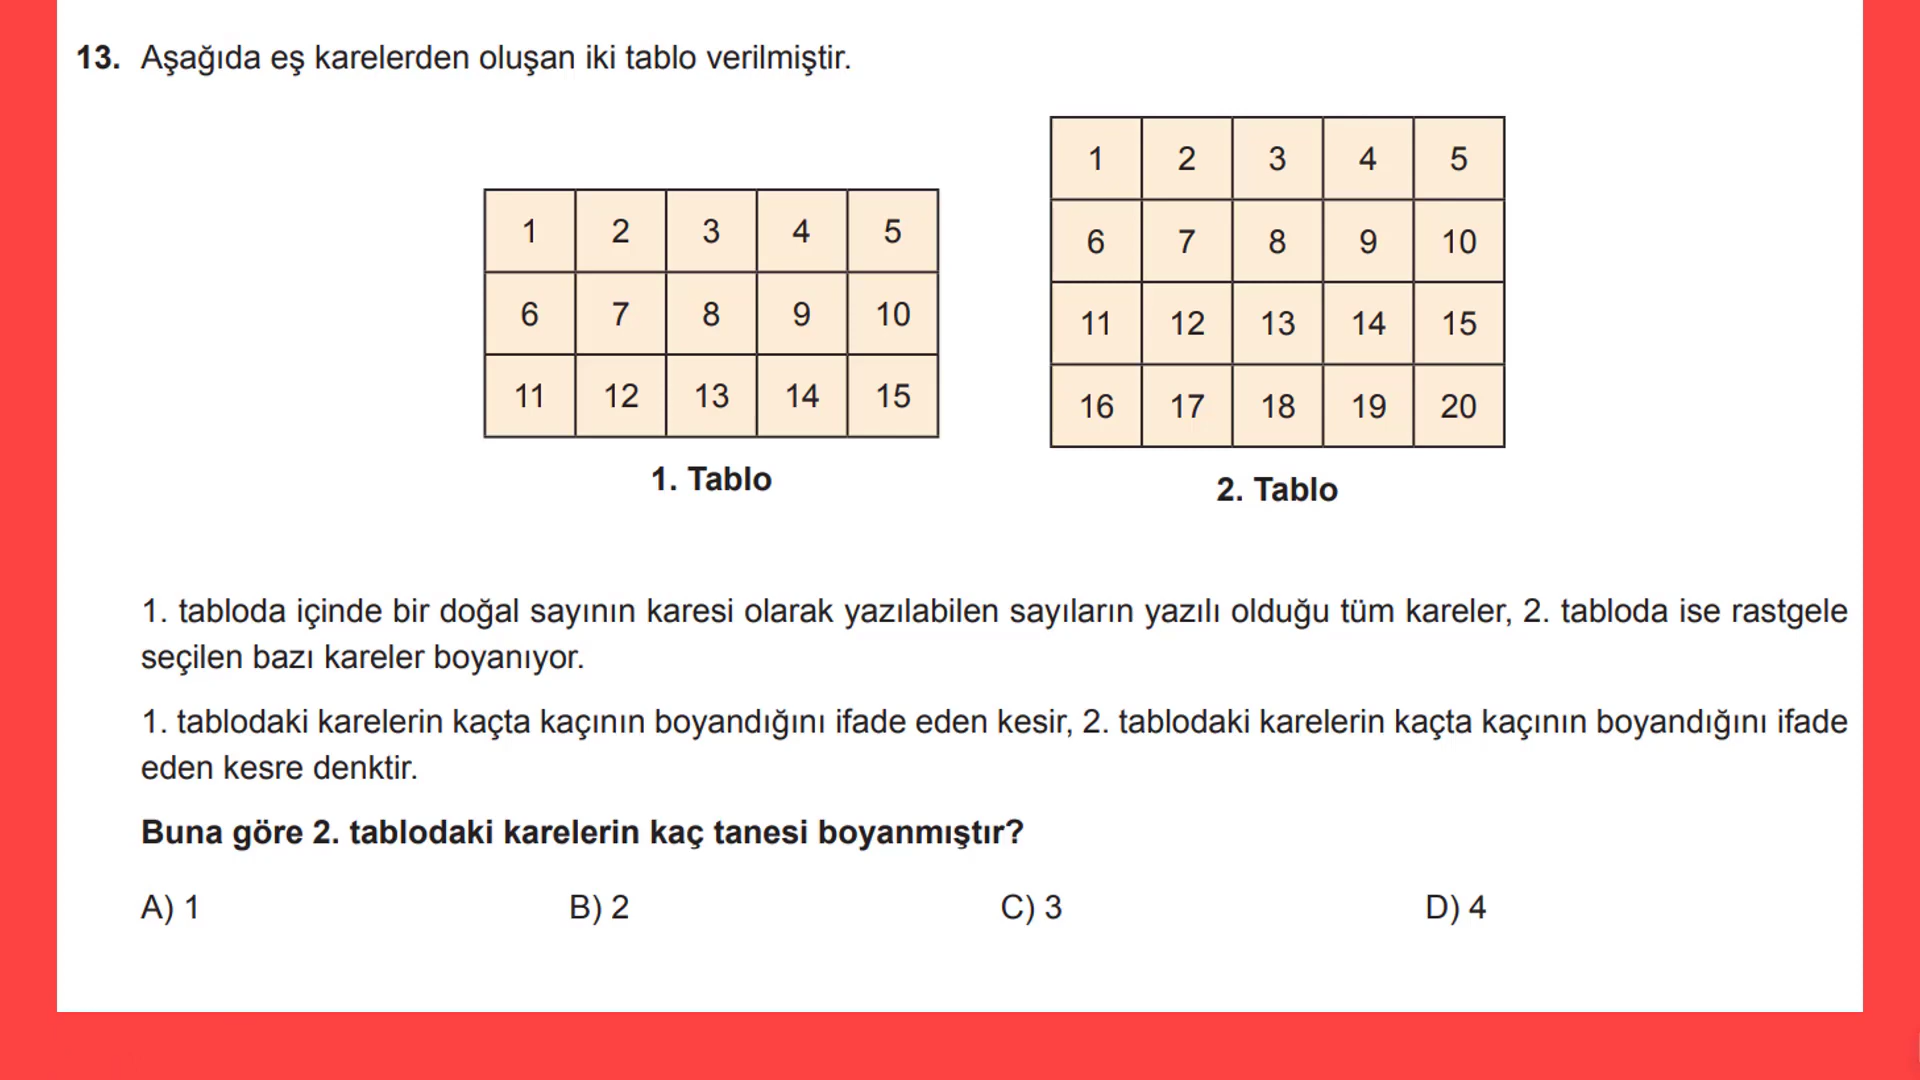 13. Aşağıda eş karelerden oluşan iki tablo verilmiştir.
1 2 3 4 5
6 7 8 9 10
11 12 13 14 15
1. Tablo
1 2 3 4 5
6 7 8 9 10
11 12 13 14 15
16 17 18 19 20
2. Tablo
1. tabloda içinde bir doğal sayının karesi olarak yazılabilen sayıların yazılı olduğu tüm kareler, 2. tabloda ise rastgele
seçilen bazı kareler boyanıyor.
1. tablodaki karelerin kaçta kaçının boyandığını ifade eden kesir, 2. tablodaki karelerin kaçta kaçının boyandığını ifade
eden kesre denktir.
Buna göre 2. tablodaki karelerin kaç tanesi boyanmıştır?
A) 1 B) 2 C) 3 D) 4